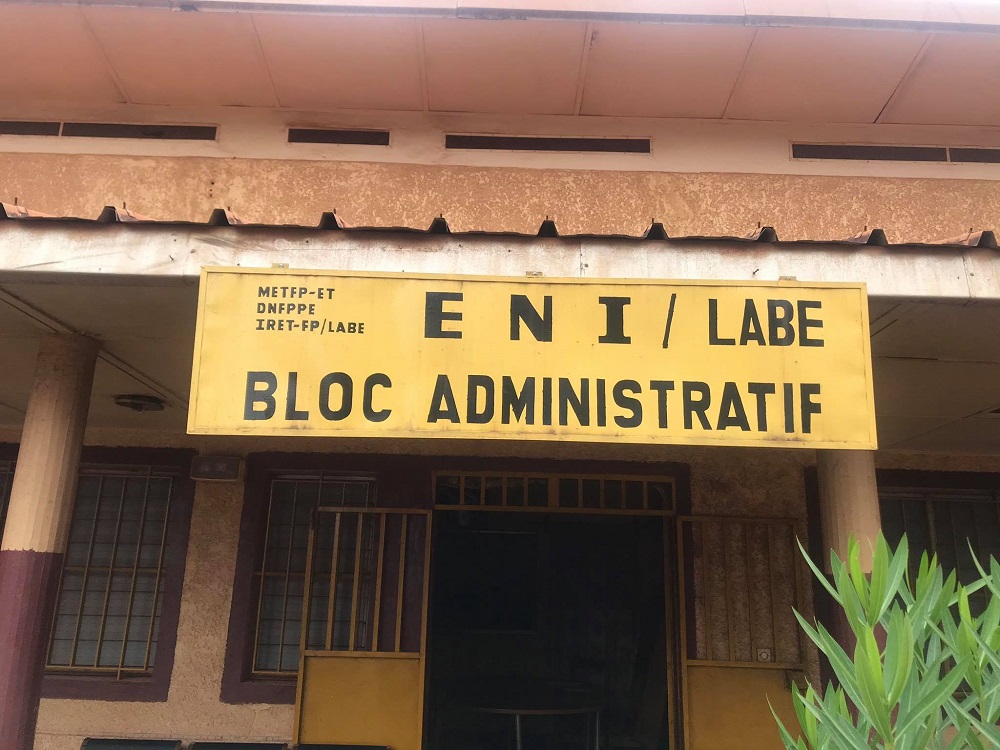 METFP-ET
DNFPPE
IRET-FP/LABE
E N I / LABE
BLOC ADMINISTRATIF